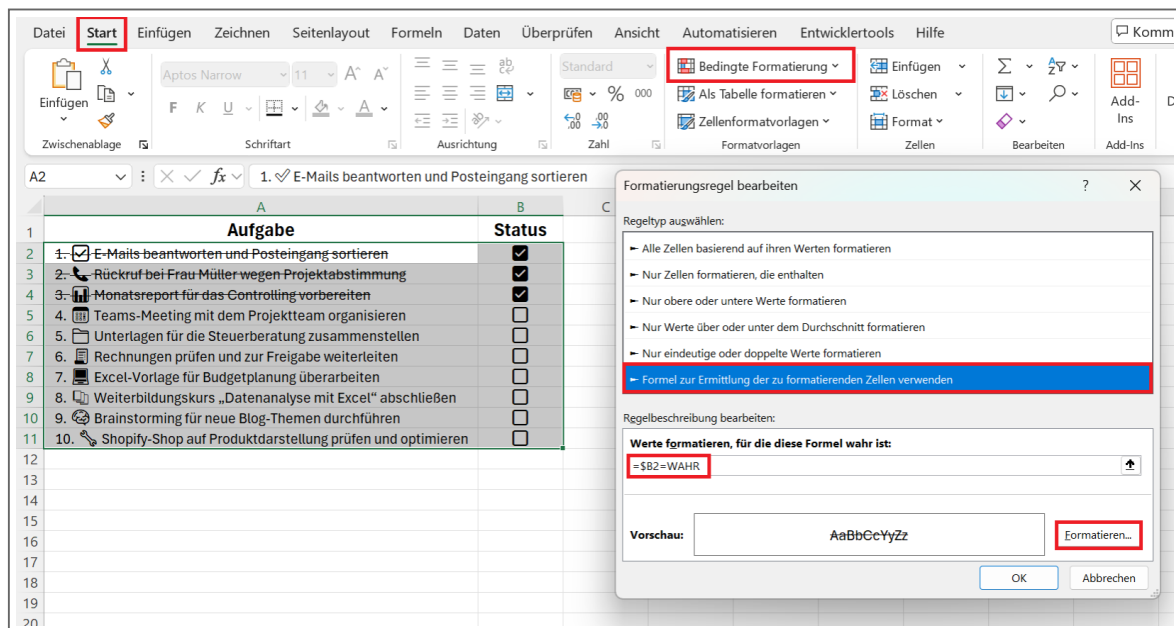 Datei Start Einfügen Zeichnen Seitenlayout Formeln Daten Überprüfen Ansicht Automatisieren Entwicklertools Hilfe Komm
Einfügen
Aptos Narrow 11 A A
F K U A
ab
Standard
% 000
Bedingte Formatierung
Als Tabelle formatieren
Zellenformatvorlagen
Einfügen
Löschen
Format
Add-
Ins
Zwischenablage Schriftart Ausrichtung Zahl Formatvorlagen Zellen Bearbeiten Add-Ins
A2 fx 1. E-Mails beantworten und Posteingang sortieren
A B C
1 Aufgabe Status
2 1. E-Mails beantworten und Posteingang sortieren
3 2. Rückruf bei Frau Müller wegen Projektabstimmung
4 3. Monatsreport für das Controlling vorbereiten
5 4. Teams-Meeting mit dem Projektteam organisieren
6 5. Unterlagen für die Steuerberatung zusammenstellen
7 6. Rechnungen prüfen und zur Freigabe weiterleiten
8 7. Excel-Vorlage für Budgetplanung überarbeiten
9 8. Weiterbildungskurs „Datenanalyse mit Excel“ abschließen
10 9. Brainstorming für neue Blog-Themen durchführen
11 10. Shopify-Shop auf Produktdarstellung prüfen und optimieren
12
13
14
15
16
17
18
19
20
Formatierungsregel bearbeiten ?
Regeltyp auswählen:
Alle Zellen basierend auf ihren Werten formatieren
Nur Zellen formatieren, die enthalten
Nur obere oder untere Werte formatieren
Nur Werte über oder unter dem Durchschnitt formatieren
Nur eindeutige oder doppelte Werte formatieren
Formel zur Ermittlung der zu formatierenden Zellen verwenden
Regelbeschreibung bearbeiten:
Werte formatieren, für die diese Formel wahr ist:
=$B2=WAHR
Vorschau: AaBbCcYyZz Formatieren...
OK Abbrechen